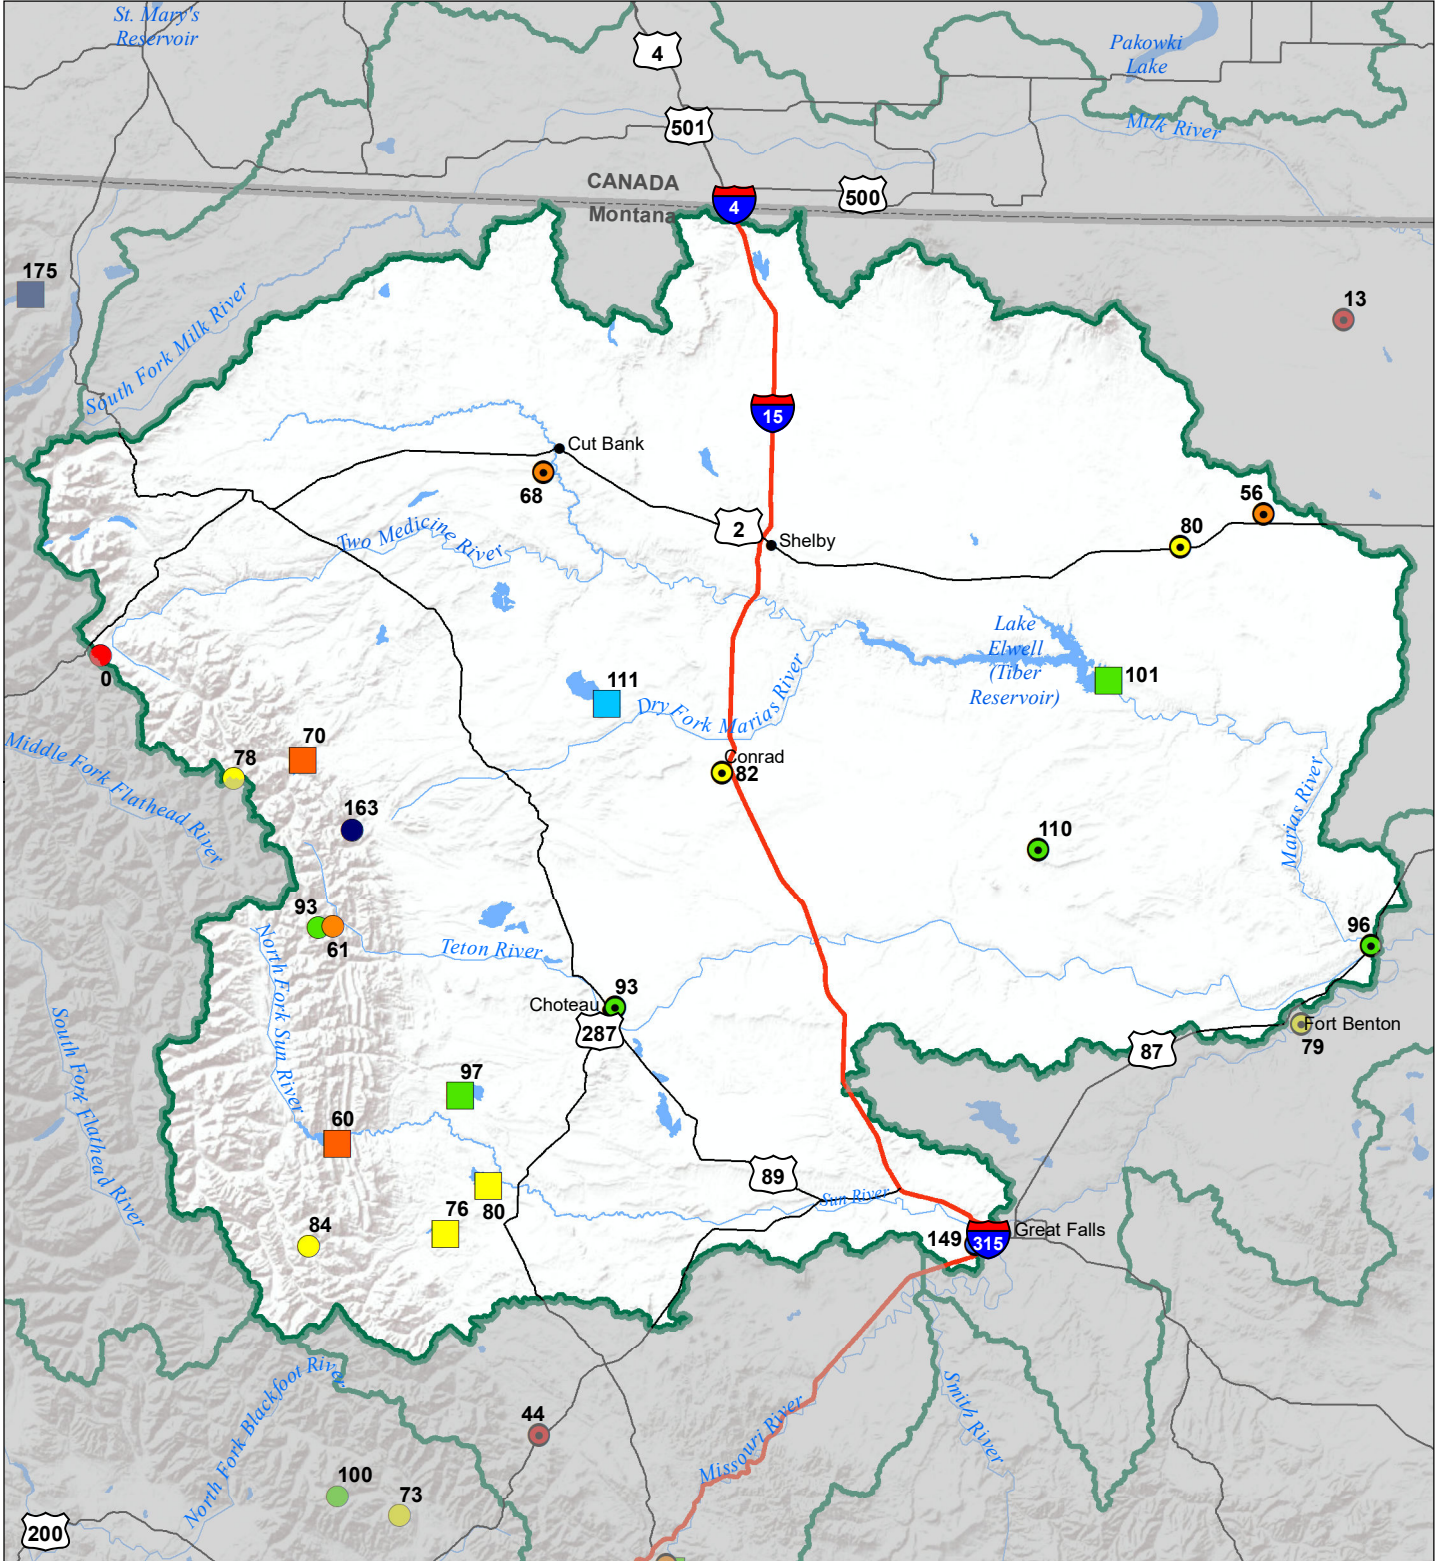 St. Mary's
Reservoir
4
Pakowki
Lake
501
Milk River
CANADA
Montana
4
500
175
13
South Fork Milk River
15
Cut Bank
68
56
2
80
Shelby
Two Medicine River
Lake
Elwell
(Tiber
Reservoir)
0
101
111
Dry Fork Marias River
70
Middle Fork Flathead River
78
Conrad
82
Marias River
163
110
93
61
96
North Fork Sun River
Teton River
93
Choteau
287
Fort Benton
79
87
South Fork Flathead River
97
60
89
80
Sun River
76
84
149
315
Great Falls
North Fork Blackfoot River
44
Missouri River
Smith River
100
73
200